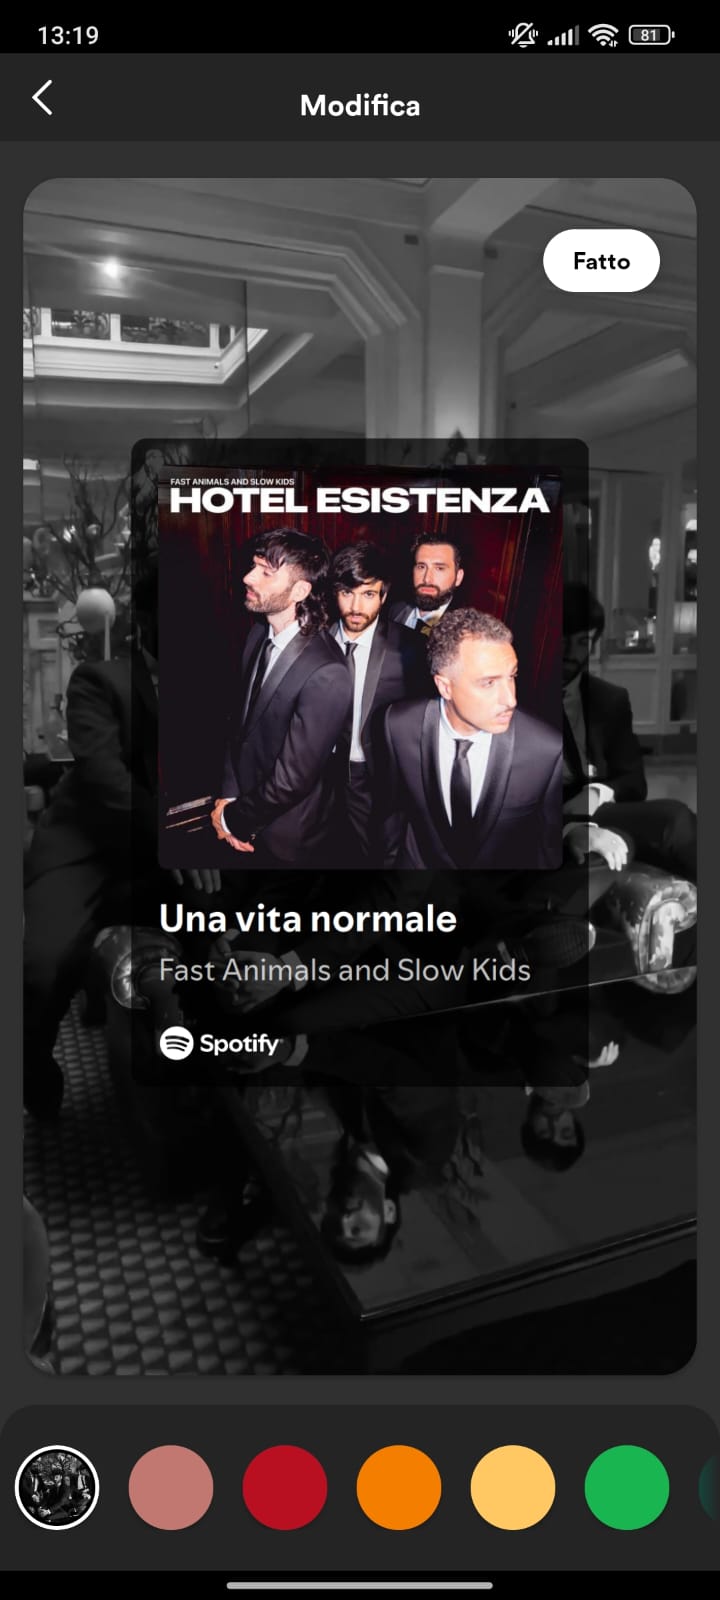 13:19
81
Modifica
Fatto
FAST ANIMALS AND SLOW KIDS
HOTEL ESISTENZA
Una vita normale
Fast Animals and Slow Kids
Spotify